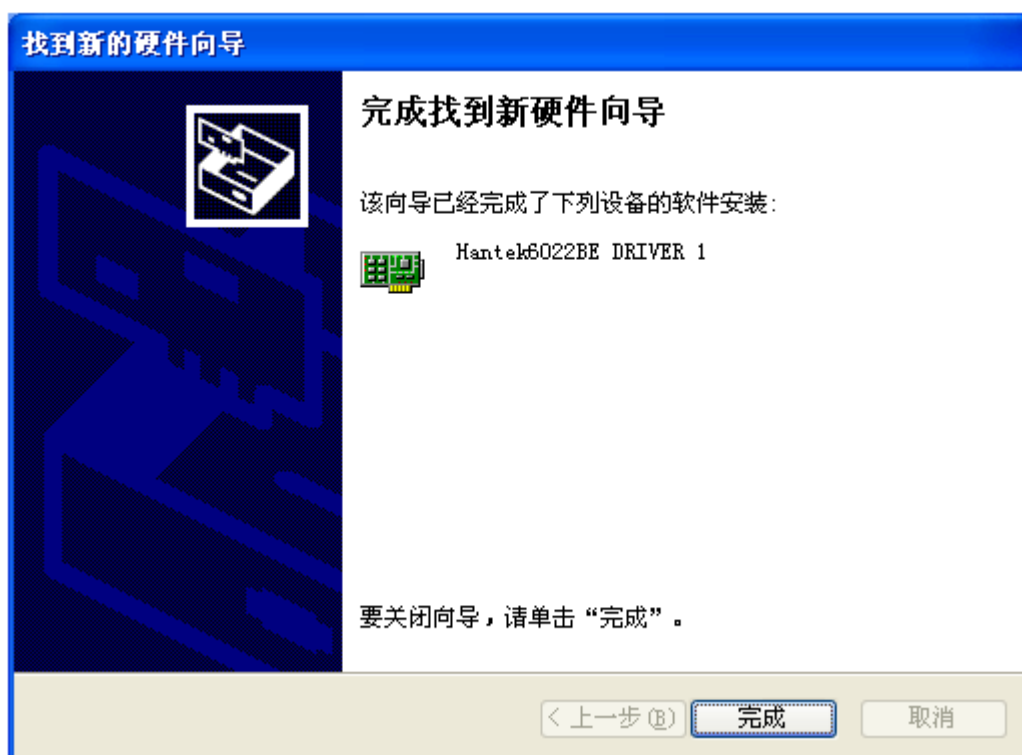 找到新的硬件向导
完成找到新硬件向导
该向导已经完成了下列设备的软件安装:
Hantek6022BE DRIVER 1
要关闭向导，请单击“完成”。
< 上一步(B)
完成
取消